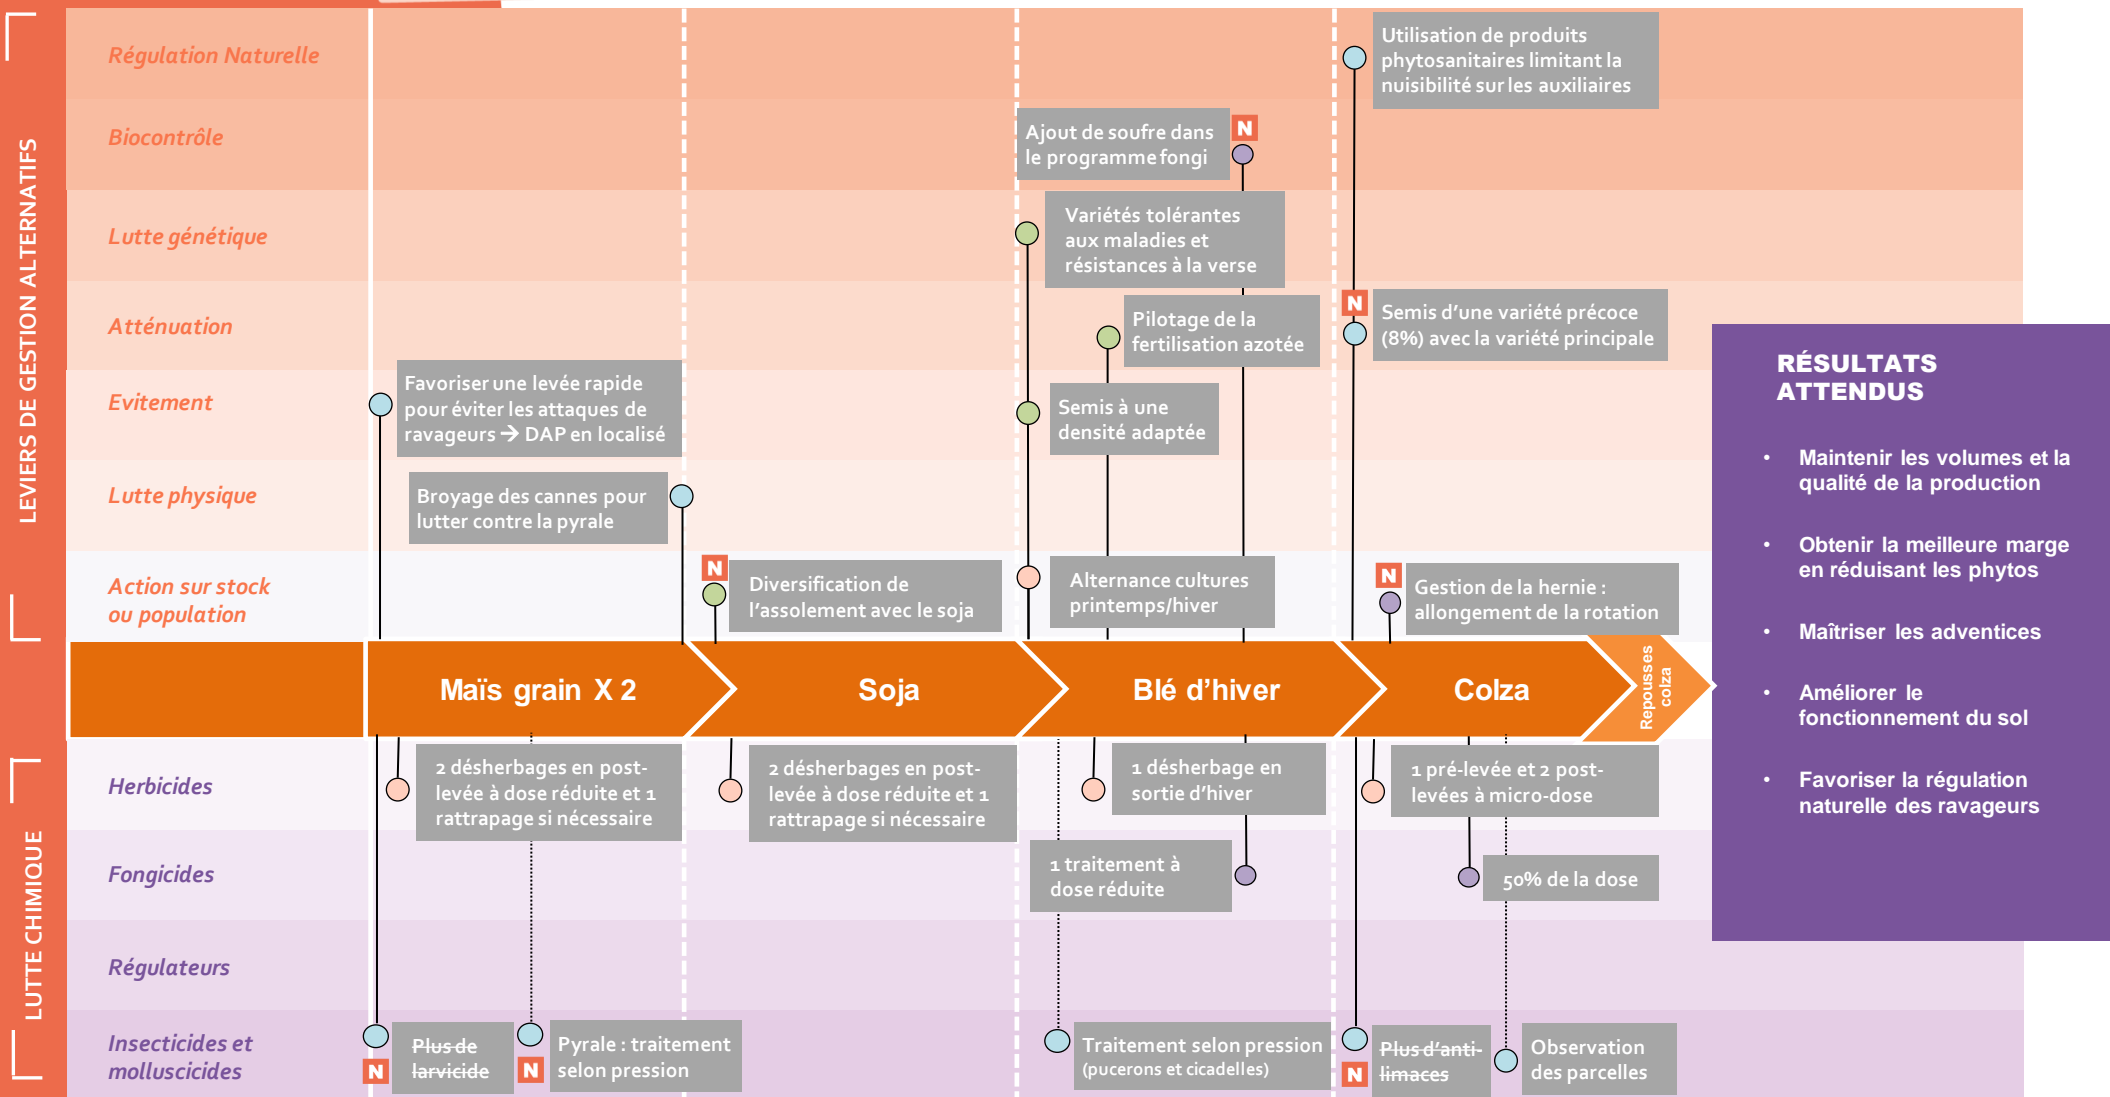 LEVIERS DE GESTION ALTERNATIFS
Régulation Naturelle
Utilisation de produits
phytosanitaires limitant la
nuisibilité sur les auxiliaires
Biocontrôle
Ajout de soufre dans
le programme fongi
N
Lutte génétique
Variétés tolérantes
aux maladies et
résistances à la verse
Atténuation
Pilotage de la
fertilisation azotée
N
Semis d'une variété précoce
(8%) avec la variété principale
Evitement
Favoriser une levée rapide
pour éviter les attaques de
ravageurs → DAP en localisé
Semis à une
densité adaptée
Lutte physique
Broyage des cannes pour
lutter contre la pyrale
Action sur stock
ou population
N
Diversification de
l'assolement avec le soja
Alternance cultures
printemps/hiver
N
Gestion de la hernie :
allongement de la rotation
Maïs grain X 2
Soja
Blé d'hiver
Colza
Repousses
colza
LUTTE CHIMIQUE
Herbicides
2 désherbages en post-
levée à dose réduite et 1
rattrapage si nécessaire
2 désherbages en post-
levée à dose réduite et 1
rattrapage si nécessaire
1 désherbage en
sortie d'hiver
1 pré-levée et 2 post-
levées à micro-dose
Fongicides
1 traitement à
dose réduite
50% de la dose
Régulateurs
Insecticides et
molluscicides
N
Plus de
larvicide
N
Pyrale : traitement
selon pression
Traitement selon pression
(pucerons et cicadelles)
N
Plus d'anti-
limaces
Observation
des parcelles
RÉSULTATS
ATTENDUS
• Maintenir les volumes et la
qualité de la production
• Obtenir la meilleure marge
en réduisant les phytos
• Maîtriser les adventices
• Améliorer le
fonctionnement du sol
• Favoriser la régulation
naturelle des ravageurs